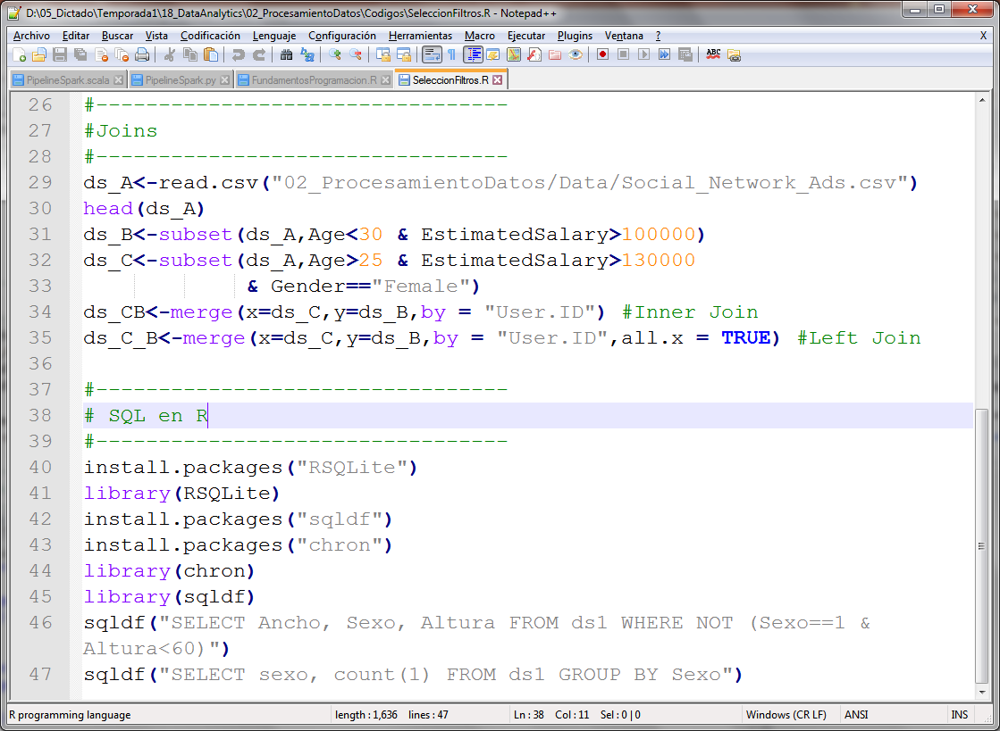 D:\05_Dictado\Temporada1\18_DataAnalytics\02_ProcesamientoDatos\Codigos\SeleccionFiltros.R - Notepad++
Archivo Editar Buscar Vista Codificación Lenguaje Configuración Herramientas Macro Ejecutar Plugins Ventana ? X
PipelineSpark.scala PipelineSpark.py FundamentosProgramacion.R SeleccionFiltros.R
26 #---------------------------------
27 #Joins
28 #---------------------------------
29 ds_A<-read.csv("02_ProcesamientoDatos/Data/Social_Network_Ads.csv")
30 head(ds_A)
31 ds_B<-subset(ds_A,Age<30 & EstimatedSalary>100000)
32 ds_C<-subset(ds_A,Age>25 & EstimatedSalary>130000
33 & Gender=="Female")
34 ds_CB<-merge(x=ds_C,y=ds_B,by = "User.ID") #Inner Join
35 ds_C_B<-merge(x=ds_C,y=ds_B,by = "User.ID",all.x = TRUE) #Left Join
36
37 #---------------------------------
38 # SQL en R
39 #---------------------------------
40 install.packages("RSQLite")
41 library(RSQLite)
42 install.packages("sqldf")
43 install.packages("chron")
44 library(chron)
45 library(sqldf)
46 sqldf("SELECT Ancho, Sexo, Altura FROM ds1 WHERE NOT (Sexo==1 &
Altura<60)")
47 sqldf("SELECT sexo, count(1) FROM ds1 GROUP BY Sexo")
R programming language length : 1,636 lines : 47 Ln : 38 Col : 11 Sel : 0 | 0 Windows (CR LF) ANSI INS